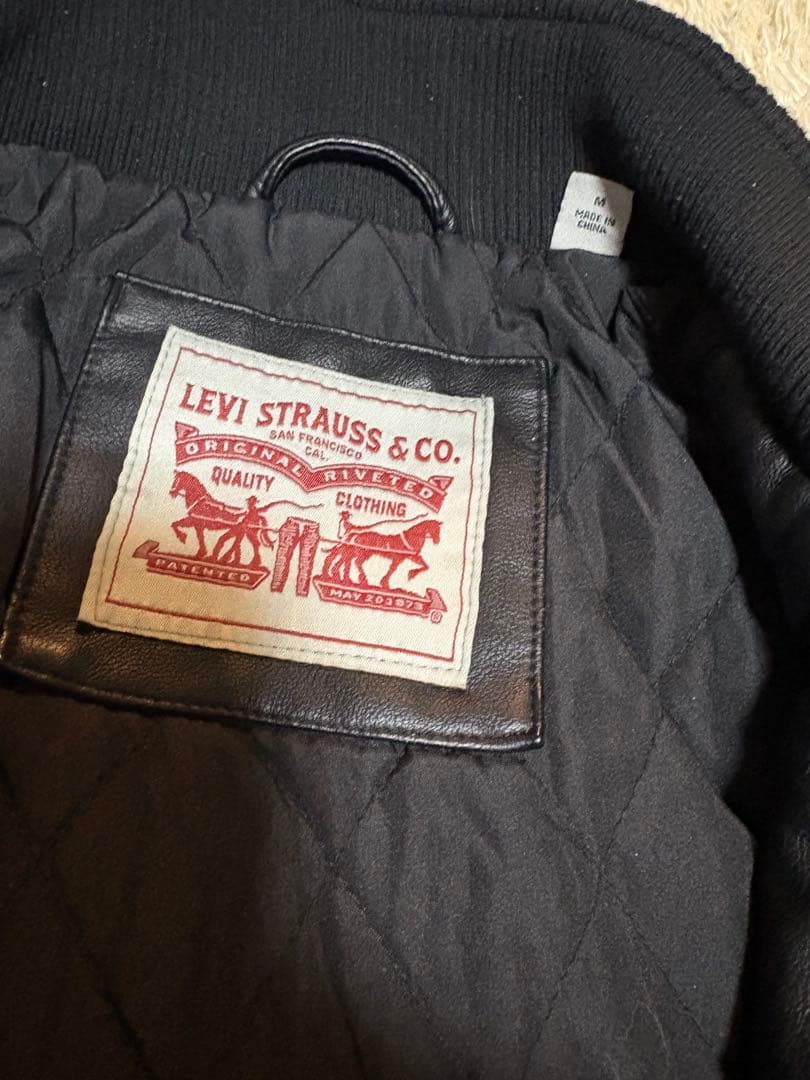 M
MADE IN
CHINA
LEVI STRAUSS & CO.
SAN FRANCISCO
CAL.
ORIGINAL RIVETED
QUALITY CLOTHING
PATENTED MAY 20 1873
®